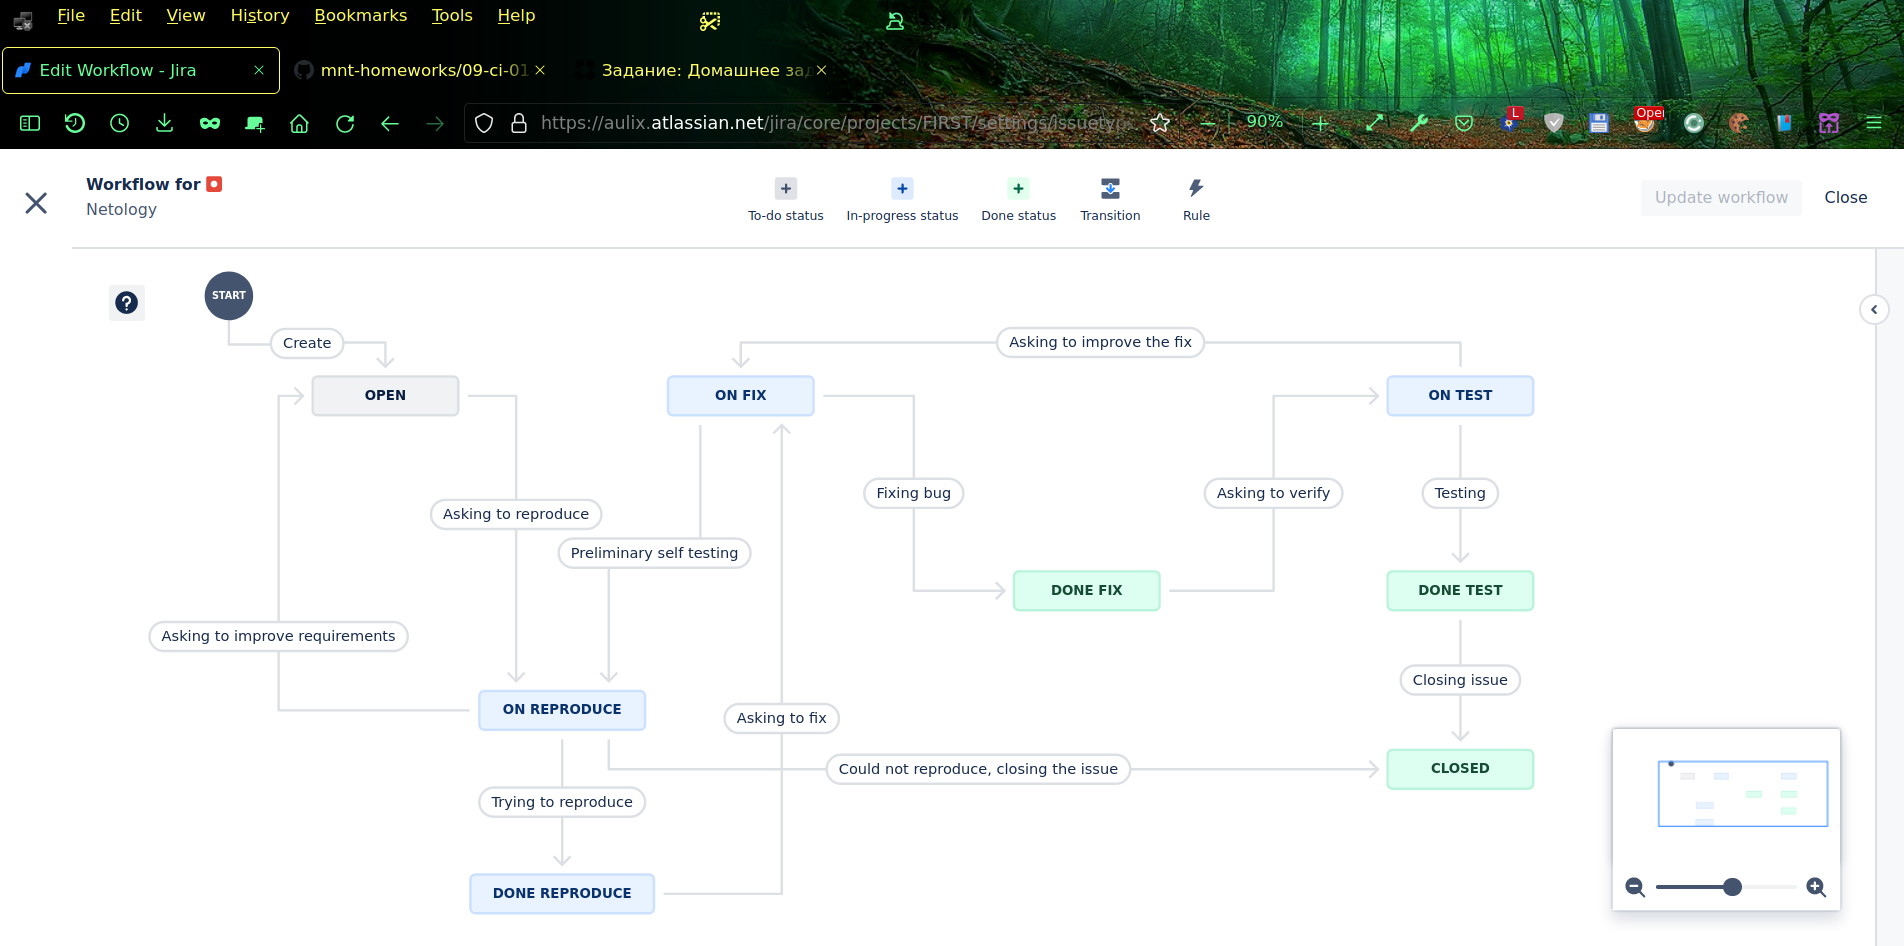 File Edit View History Bookmarks Tools Help
Edit Workflow - Jira
mnt-homeworks/09-ci-01
Задание: Домашнее зад
https://aulix.atlassian.net/jira/core/projects/FIRST/settings/issuetyp
90%
L
Oper
Workflow for
Netology
To-do status
In-progress status
Done status
Transition
Rule
Update workflow
Close
START
Create
Asking to improve the fix
OPEN
ON FIX
ON TEST
Fixing bug
Asking to verify
Testing
Asking to reproduce
Preliminary self testing
DONE FIX
DONE TEST
Asking to improve requirements
Closing issue
ON REPRODUCE
Asking to fix
Could not reproduce, closing the issue
CLOSED
Trying to reproduce
DONE REPRODUCE